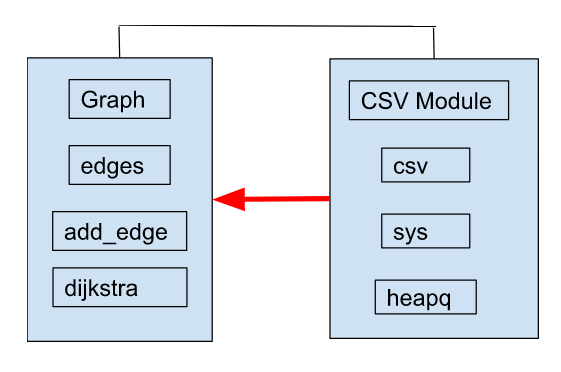 Graph
edges
add_edge
dijkstra
CSV Module
csv
sys
heapq